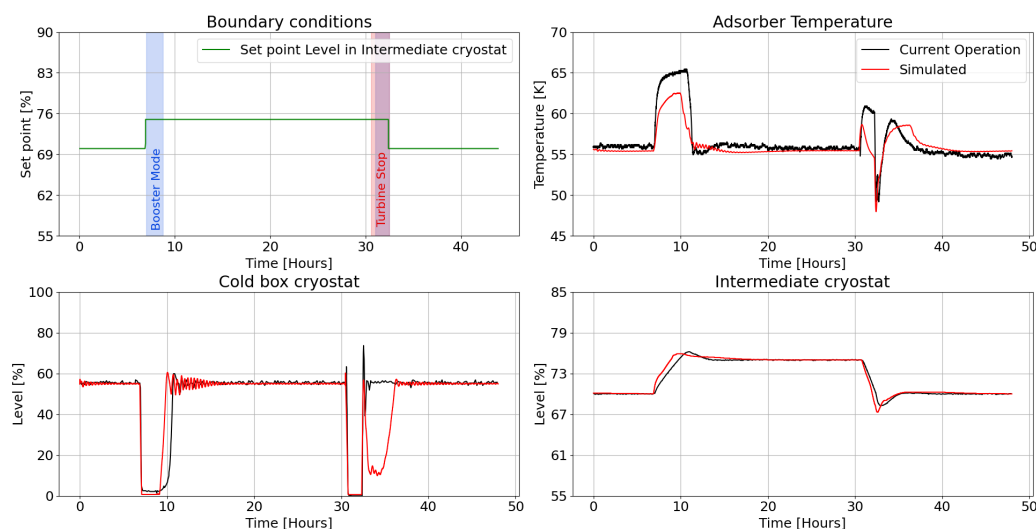 Boundary conditions
90
83
76
69
62
55
Set point [%]
Set point Level in Intermediate cryostat
Booster Mode
Turbine Stop
0 10 20 30 40
Time [Hours]
Adsorber Temperature
70
65
60
55
50
45
Temperature [K]
Current Operation
Simulated
0 10 20 30 40 50
Time [Hours]
Cold box cryostat
100
80
60
40
20
0
Level [%]
0 10 20 30 40 50
Time [Hours]
Intermediate cryostat
85
79
73
67
61
55
Level [%]
0 10 20 30 40 50
Time [Hours]